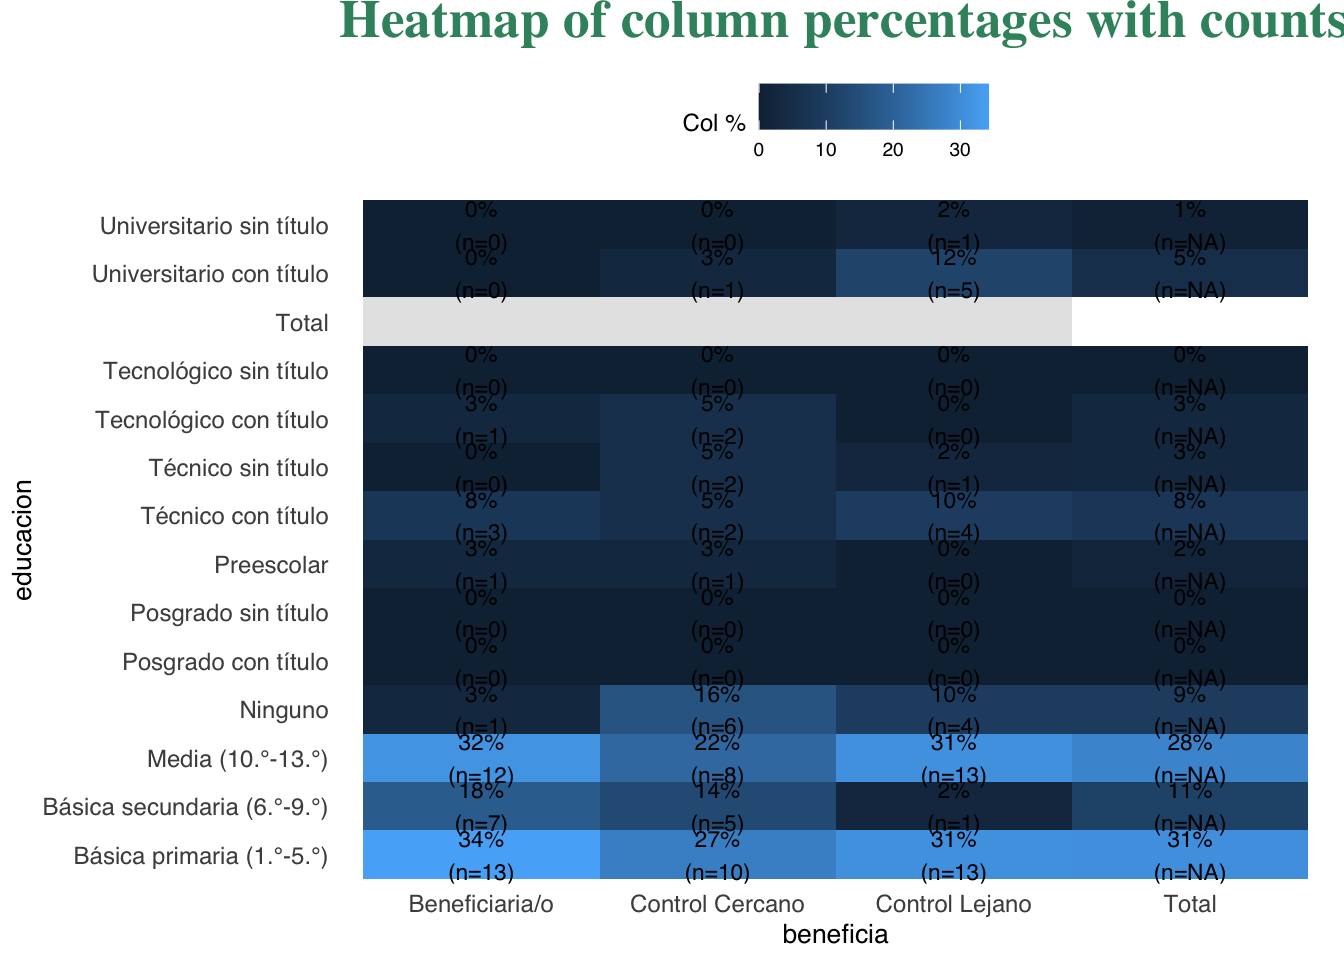 Heatmap of column percentages with counts
Col %
0 10 20 30
Universitario sin título
0% 0% 2% 1%
(n=0) (n=0) (n=1) (n=NA)
Universitario con título
0% 3% 12% 5%
(n=0) (n=1) (n=5) (n=NA)
Total
Tecnológico sin título
0% 0% 0% 0%
(n=0) (n=0) (n=0) (n=NA)
Tecnológico con título
3% 5% 0% 3%
(n=1) (n=2) (n=0) (n=NA)
Técnico sin título
0% 5% 2% 3%
(n=0) (n=2) (n=1) (n=NA)
Técnico con título
8% 5% 10% 8%
(n=3) (n=2) (n=4) (n=NA)
Preescolar
3% 3% 0% 2%
(n=1) (n=1) (n=0) (n=NA)
Posgrado sin título
0% 0% 0% 0%
(n=0) (n=0) (n=0) (n=NA)
Posgrado con título
0% 0% 0% 0%
(n=0) (n=0) (n=0) (n=NA)
Ninguno
3% 16% 10% 9%
(n=1) (n=6) (n=4) (n=NA)
Media (10.°-13.°)
32% 22% 31% 28%
(n=12) (n=8) (n=13) (n=NA)
Básica secundaria (6.°-9.°)
18% 14% 2% 11%
(n=7) (n=5) (n=1) (n=NA)
Básica primaria (1.°-5.°)
34% 27% 31% 31%
(n=13) (n=10) (n=13) (n=NA)
educacion
Beneficiaria/o Control Cercano Control Lejano Total
beneficia